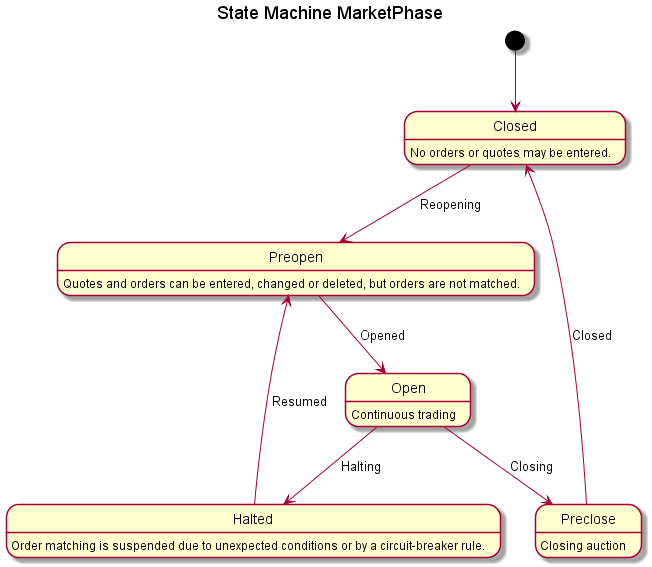 State Machine MarketPhase
Closed
No orders or quotes may be entered.
Reopening
Preopen
Quotes and orders can be entered, changed or deleted, but orders are not matched.
Opened
Closed
Open
Continuous trading
Resumed
Halting
Closing
Halted
Order matching is suspended due to unexpected conditions or by a circuit-breaker rule.
Preclose
Closing auction